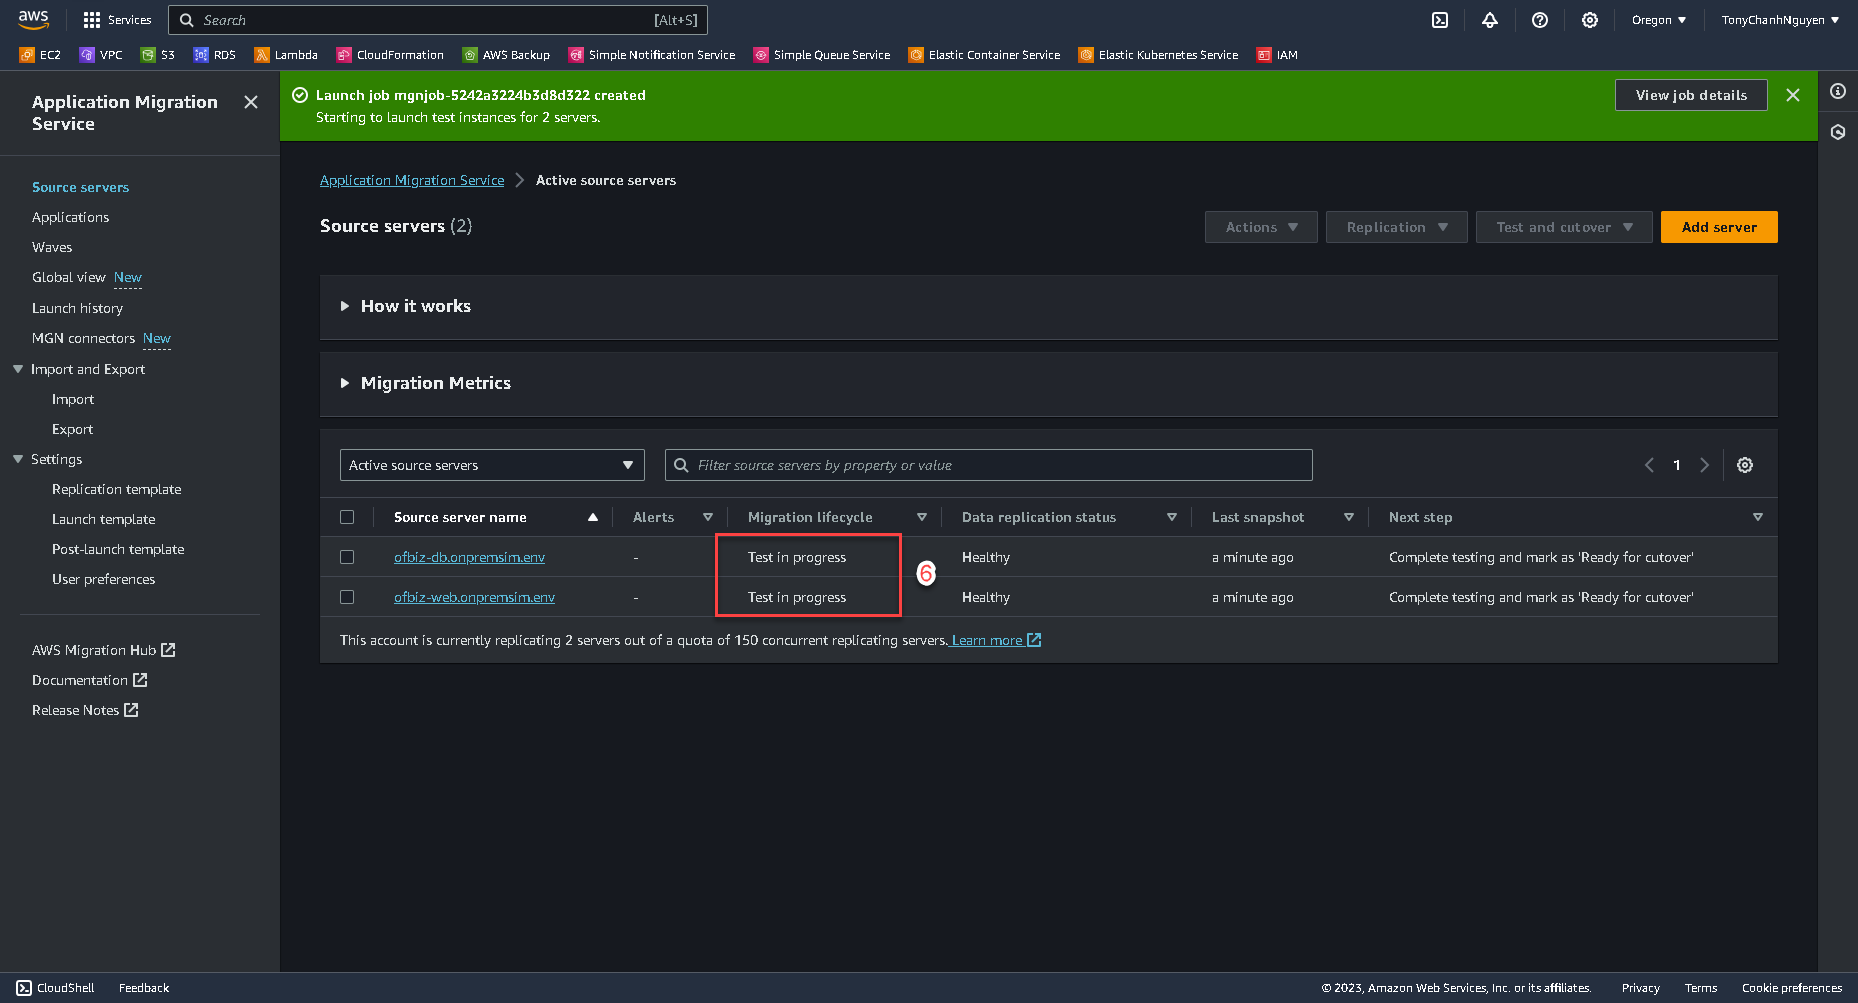 aws
Services
Search
[Alt+S]
Oregon
TonyChanhNguyen
EC2
VPC
S3
RDS
Lambda
CloudFormation
AWS Backup
Simple Notification Service
Simple Queue Service
Elastic Container Service
Elastic Kubernetes Service
IAM
Application Migration
Service
Source servers
Applications
Waves
Global view New
Launch history
MGN connectors New
Import and Export
Import
Export
Settings
Replication template
Launch template
Post-launch template
User preferences
AWS Migration Hub
Documentation
Release Notes
Launch job mgnjob-5242a3224b3d8d322 created
Starting to launch test instances for 2 servers.
View job details
Application Migration Service
Active source servers
Source servers (2)
Actions
Replication
Test and cutover
Add server
How it works
Migration Metrics
Active source servers
Filter source servers by property or value
1
Source server name
Alerts
Migration lifecycle
Data replication status
Last snapshot
Next step
ofbiz-db.onpremsim.env
-
Test in progress
Healthy
a minute ago
Complete testing and mark as 'Ready for cutover'
6
ofbiz-web.onpremsim.env
-
Test in progress
Healthy
a minute ago
Complete testing and mark as 'Ready for cutover'
This account is currently replicating 2 servers out of a quota of 150 concurrent replicating servers. Learn more
CloudShell
Feedback
© 2023, Amazon Web Services, Inc. or its affiliates.
Privacy
Terms
Cookie preferences